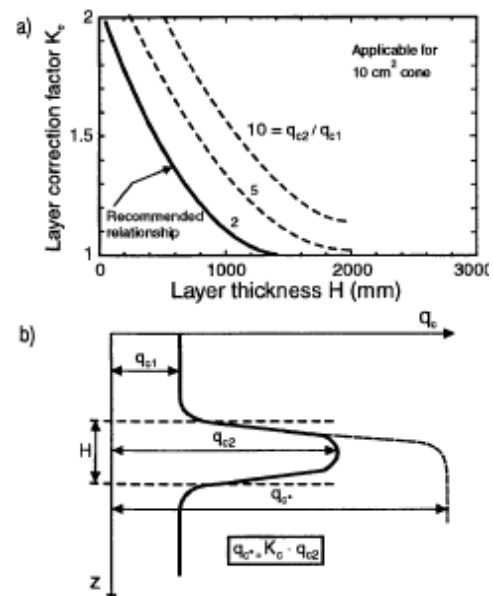 a)
Layer correction factor K_c
2
1.5
1
Applicable for
10 cm² cone
10 = q_c2 / q_c1
5
2
Recommended
relationship
0
1000
2000
3000
Layer thickness H (mm)
b)
q_c
q_c1
H
q_c2
q_c*
q_c* = K_c · q_c2
z